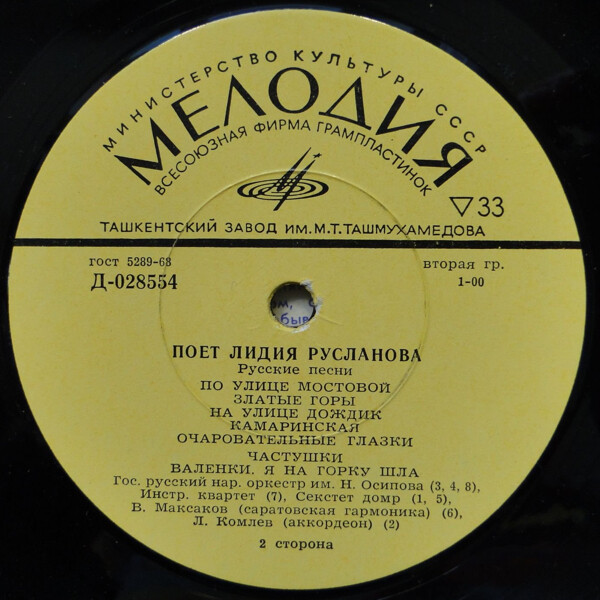 МИНИСТЕРСТВО КУЛЬТУРЫ СССР
МЕЛОДИЯ
ВСЕСОЮЗНАЯ ФИРМА ГРАМПЛАСТИНОК
▽33
ТАШКЕНТСКИЙ ЗАВОД ИМ.М.Т.ТАШМУХАМЕДОВА
ГОСТ 5289-68
вторая гр.
Д-028554
1-00
ПОЕТ ЛИДИЯ РУСЛАНОВА
Русские песни
ПО УЛИЦЕ МОСТОВОЙ
ЗЛАТЫЕ ГОРЫ
НА УЛИЦЕ ДОЖДИК
КАМАРИНСКАЯ
ОЧАРОВАТЕЛЬНЫЕ ГЛАЗКИ
ЧАСТУШКИ
ВАЛЕНКИ. Я НА ГОРКУ ШЛА
Гос. русский нар. оркестр им. Н. Осипова (3, 4, 8),
Инстр. квартет (7), Секстет домр (1, 5),
В. Максаков (саратовская гармоника) (6),
Л. Комлев (аккордеон) (2)
2 сторона